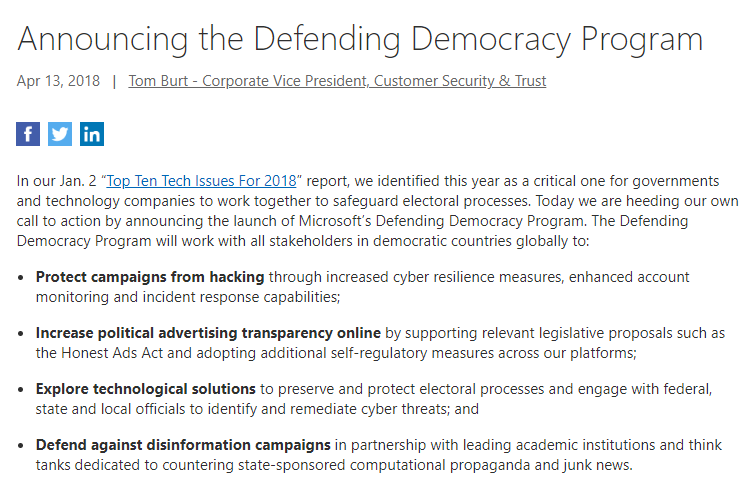 Announcing the Defending Democracy Program
Apr 13, 2018 | Tom Burt - Corporate Vice President, Customer Security & Trust
f in
In our Jan. 2 “Top Ten Tech Issues For 2018” report, we identified this year as a critical one for governments
and technology companies to work together to safeguard electoral processes. Today we are heeding our own
call to action by announcing the launch of Microsoft’s Defending Democracy Program. The Defending
Democracy Program will work with all stakeholders in democratic countries globally to:
• Protect campaigns from hacking through increased cyber resilience measures, enhanced account
monitoring and incident response capabilities;
• Increase political advertising transparency online by supporting relevant legislative proposals such as
the Honest Ads Act and adopting additional self-regulatory measures across our platforms;
• Explore technological solutions to preserve and protect electoral processes and engage with federal,
state and local officials to identify and remediate cyber threats; and
• Defend against disinformation campaigns in partnership with leading academic institutions and think
tanks dedicated to countering state-sponsored computational propaganda and junk news.